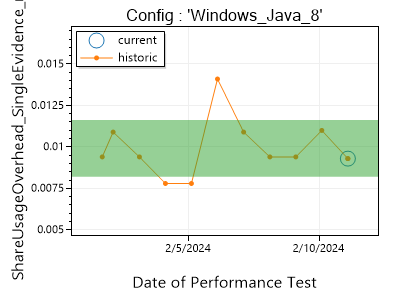 Config : 'Windows_Java_8'
ShareUsageOverhead_SingleEvidence_
current
historic
0.015
0.0125
0.01
0.0075
0.005
2/5/2024
2/10/2024
Date of Performance Test